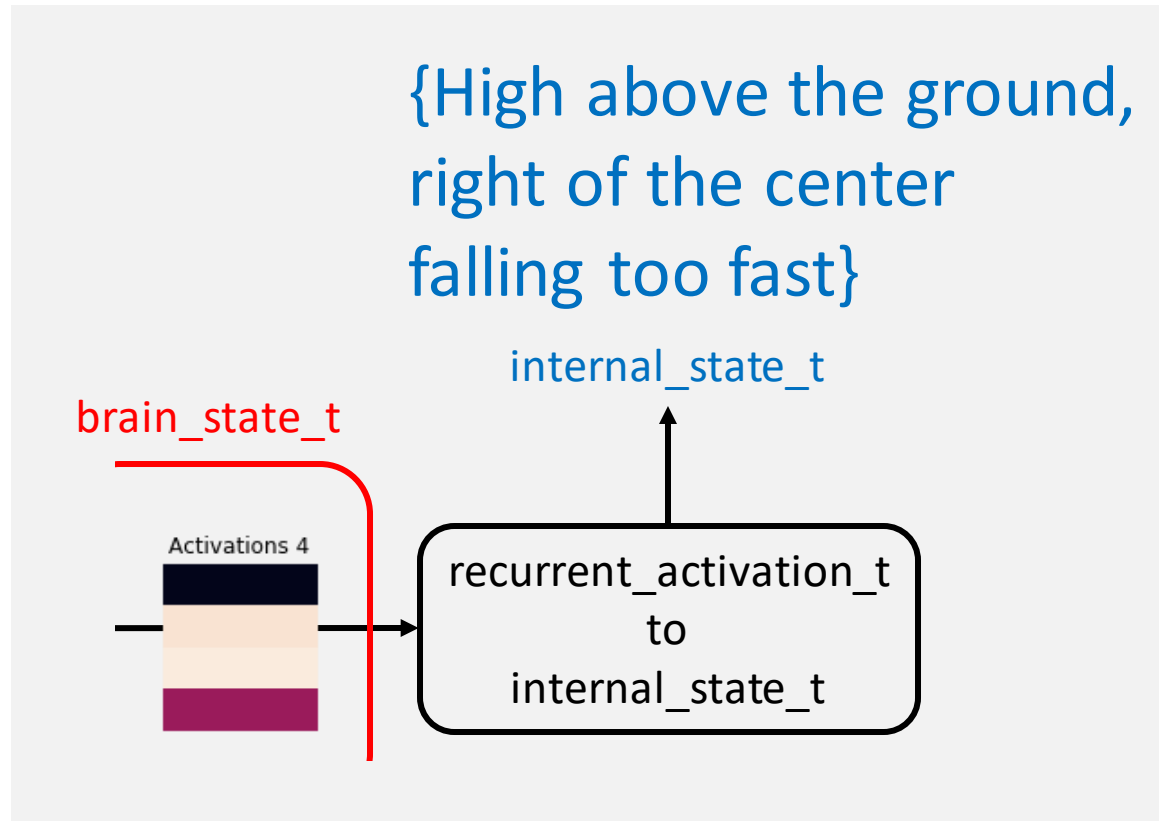 {High above the ground,
right of the center
falling too fast}
internal_state_t
brain_state_t
Activations 4
recurrent_activation_t
to
internal_state_t